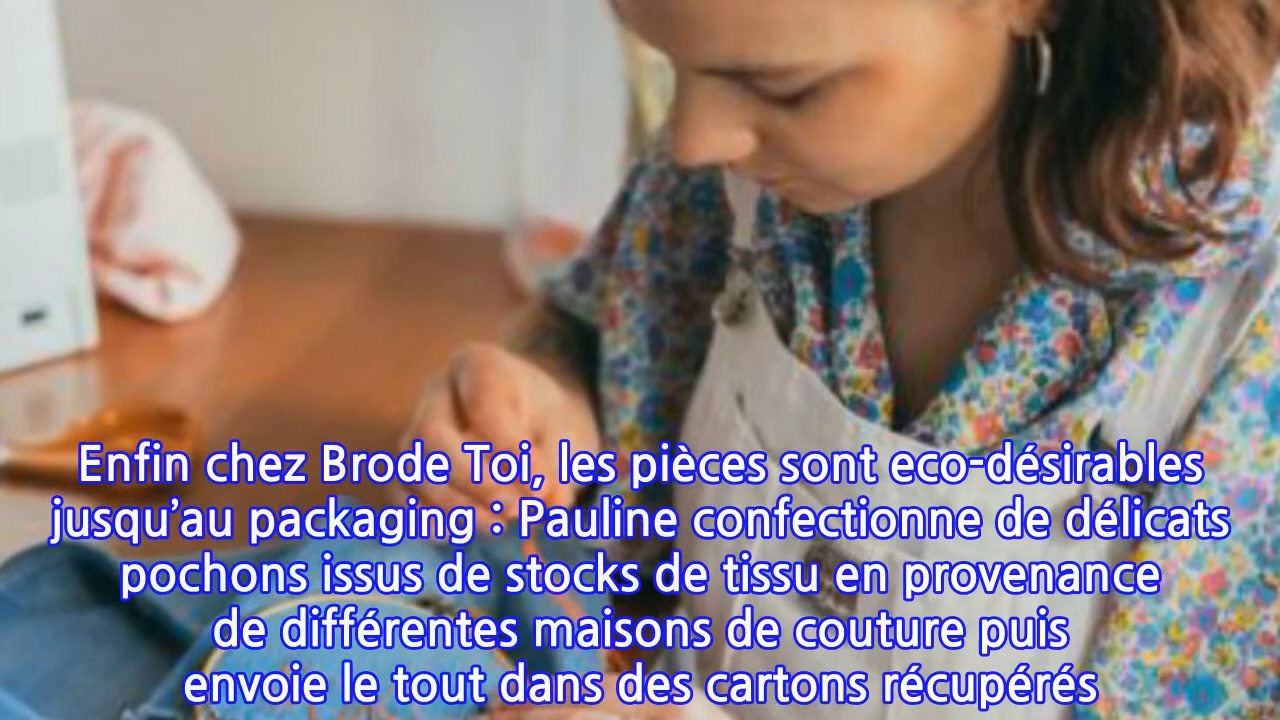 Enfin chez Brode Toi, les pièces sont eco-désirables
jusqu’au packaging : Pauline confectionne de délicats
pochons issus de stocks de tissu en provenance
de différentes maisons de couture puis
envoie le tout dans des cartons récupérés